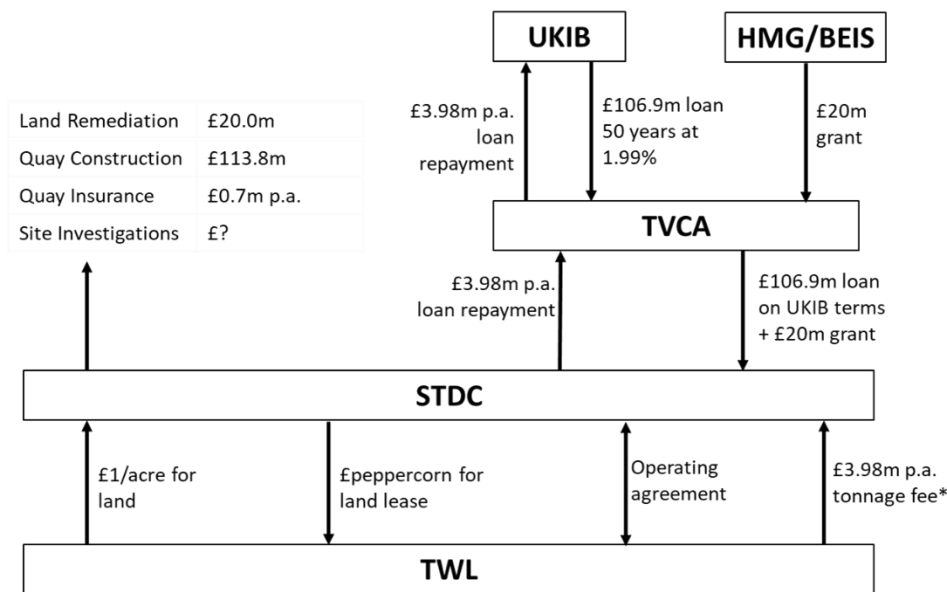 UKIB
HMG/BEIS
£3.98m p.a.
loan
repayment
£106.9m loan
50 years at
1.99%
£20m
grant
Land Remediation £20.0m
Quay Construction £113.8m
Quay Insurance £0.7m p.a.
Site Investigations £?
TVCA
£3.98m p.a.
loan repayment
£106.9m loan
on UKIB terms
+ £20m grant
STDC
£1/acre for
land
£peppercorn for
land lease
Operating
agreement
£3.98m p.a.
tonnage fee*
TWL